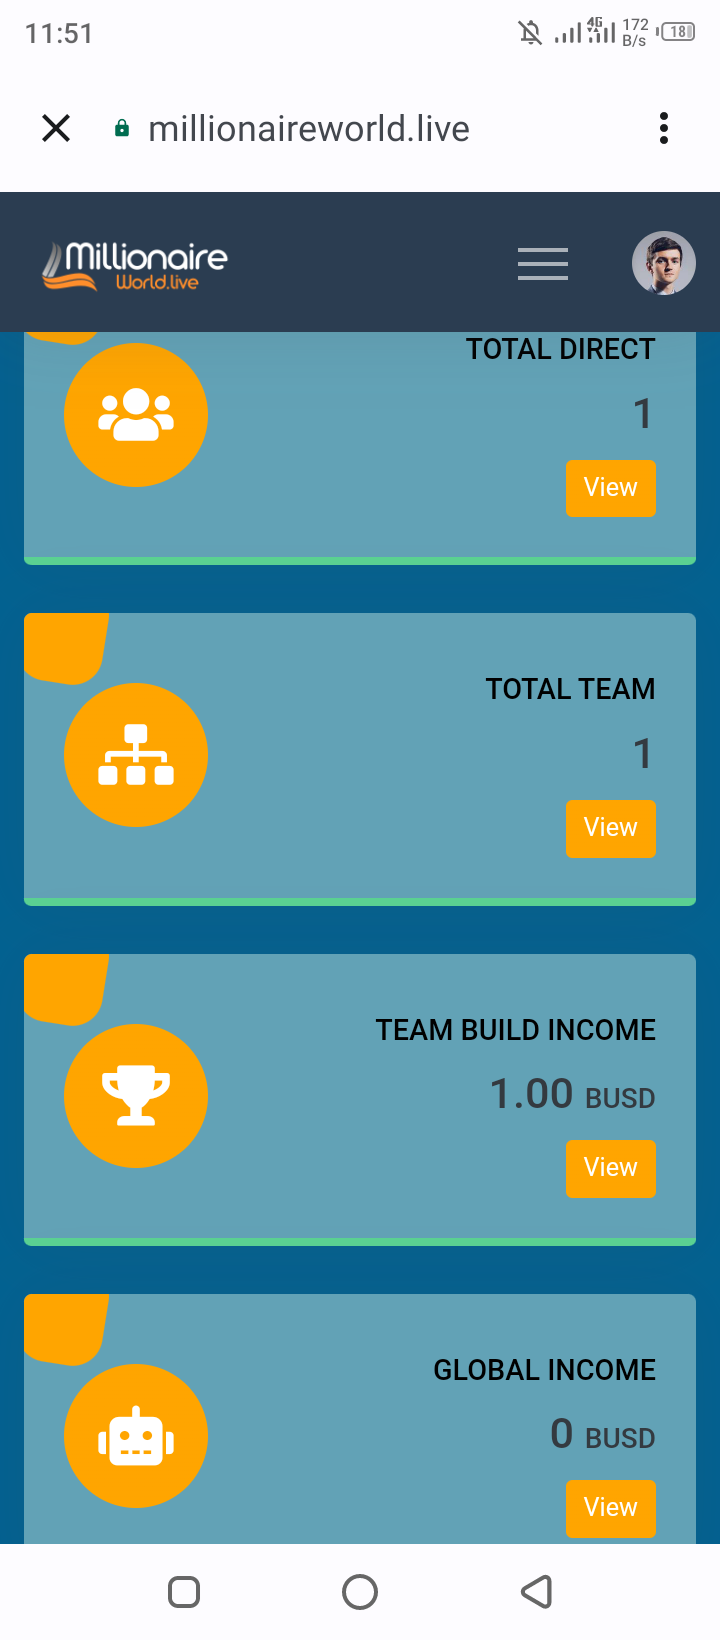 11:51
4G
172
B/s
18
millionaireworld.live
Millionaire
World.live
TOTAL DIRECT
1
View
TOTAL TEAM
1
View
TEAM BUILD INCOME
1.00 BUSD
View
GLOBAL INCOME
0 BUSD
View